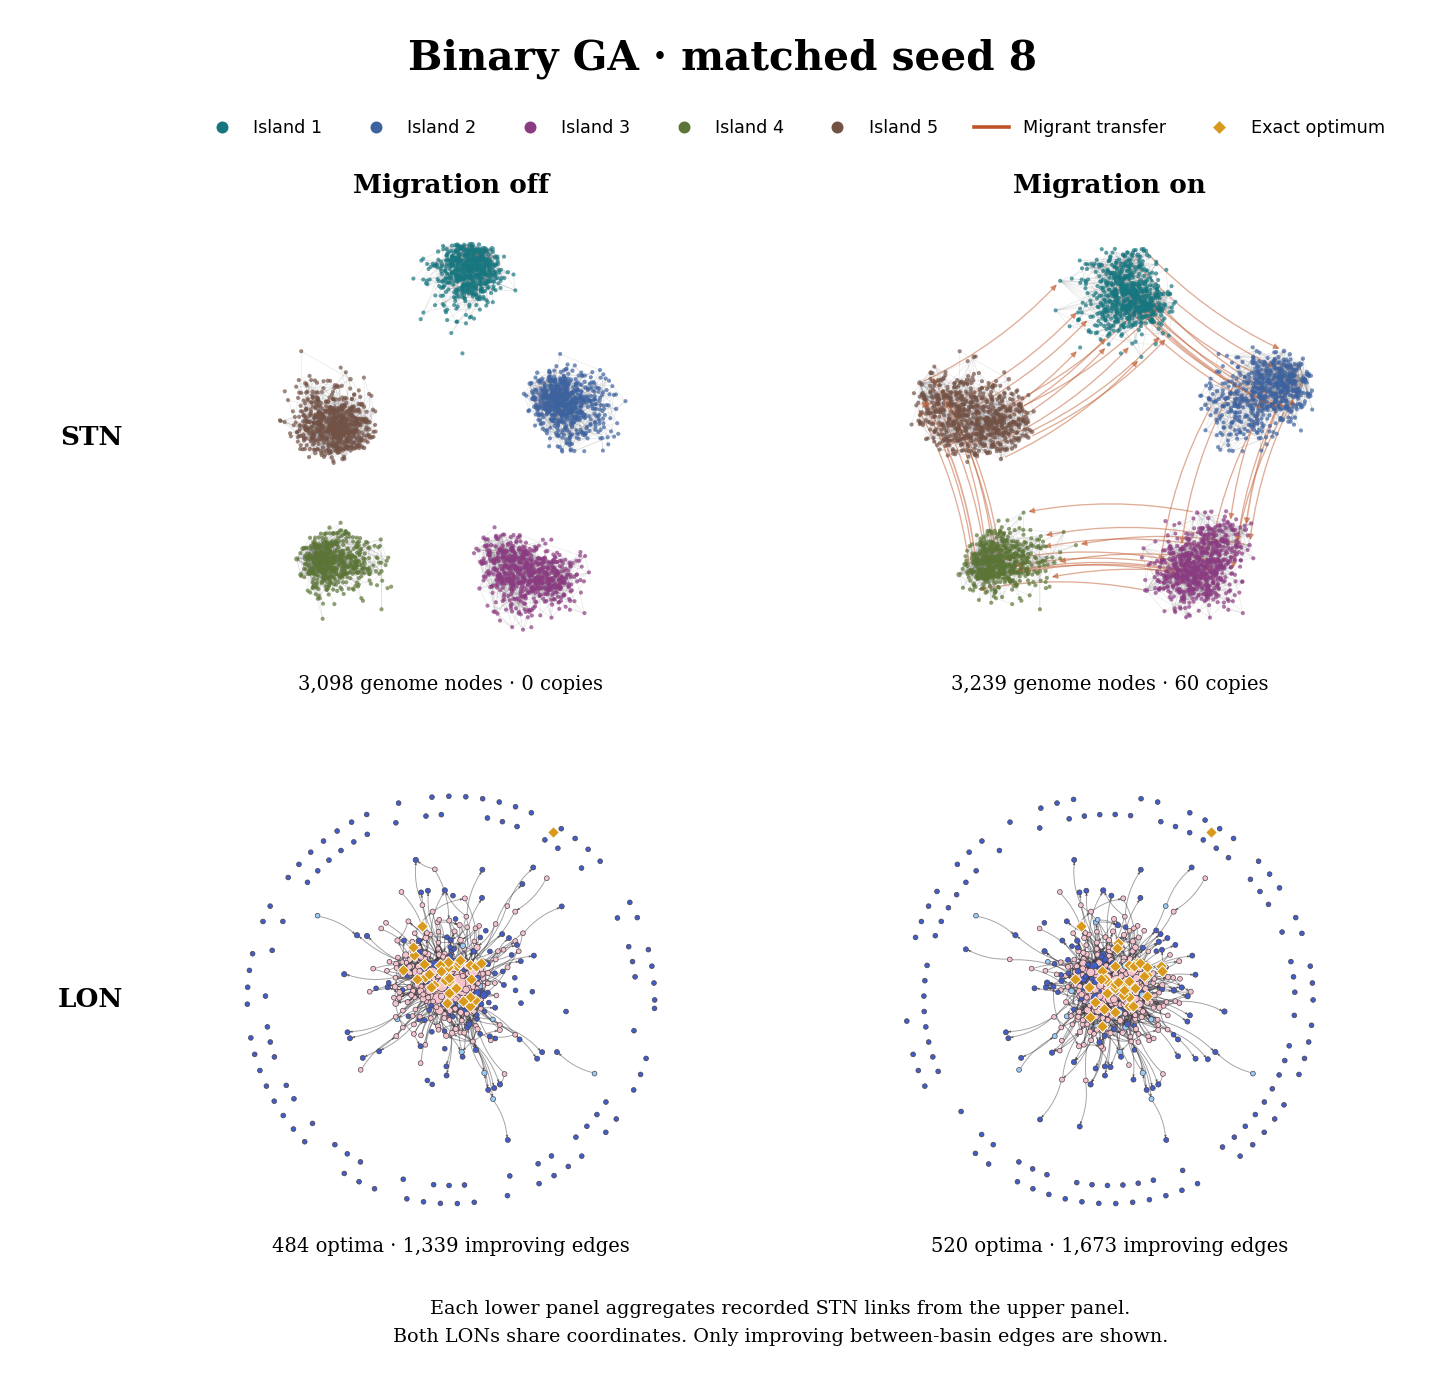 Binary GA · matched seed 8
Island 1 Island 2 Island 3 Island 4 Island 5 Migrant transfer Exact optimum
Migration off Migration on
STN
3,098 genome nodes · 0 copies 3,239 genome nodes · 60 copies
LON
484 optima · 1,339 improving edges 520 optima · 1,673 improving edges
Each lower panel aggregates recorded STN links from the upper panel.
Both LONs share coordinates. Only improving between-basin edges are shown.